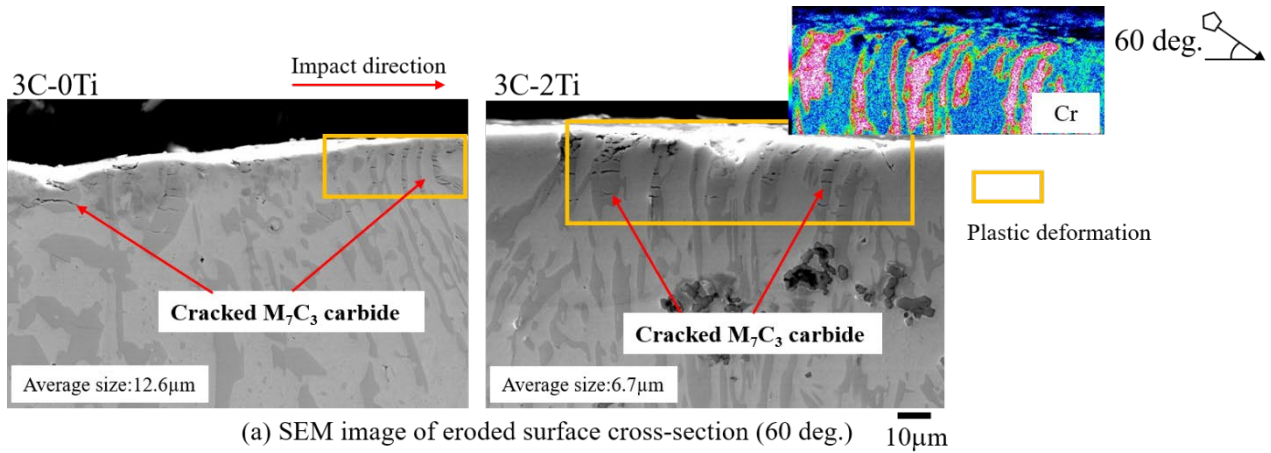 60 deg.
Impact direction
3C-0Ti
3C-2Ti
Cr
Plastic deformation
Cracked M₇C₃ carbide
Cracked M₇C₃ carbide
Average size:12.6μm
Average size:6.7μm
(a) SEM image of eroded surface cross-section (60 deg.)
10μm